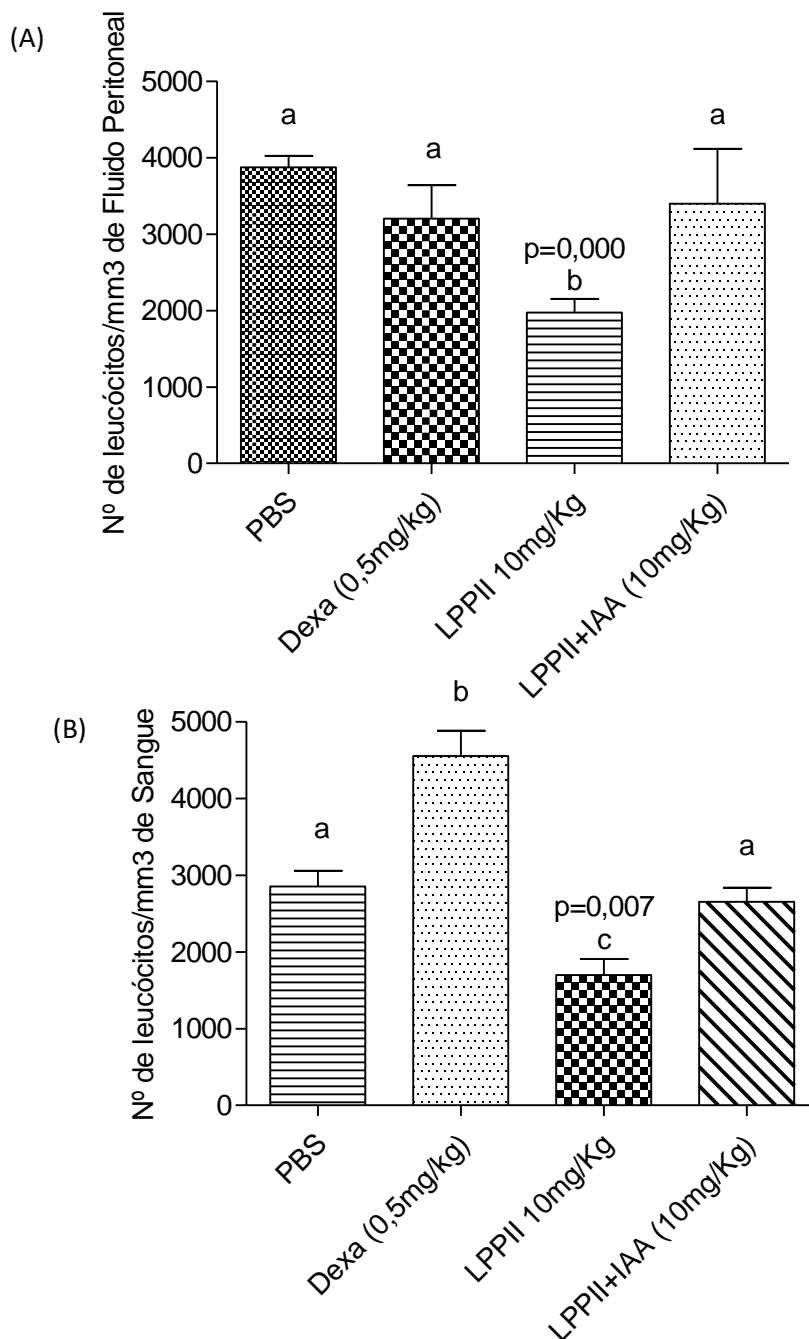 (A)
Nº de leucócitos/mm3 de Fluido Peritoneal
5000
4000
3000
2000
1000
0
a
a
p=0,000
b
a
PBS
Dexa (0,5mg/kg)
LPPII 10mg/Kg
LPPII+IAA (10mg/Kg)
(B)
Nº de leucócitos/mm3 de Sangue
5000
4000
3000
2000
1000
0
a
b
p=0,007
c
a
PBS
Dexa (0,5mg/kg)
LPPII 10mg/Kg
LPPII+IAA (10mg/Kg)